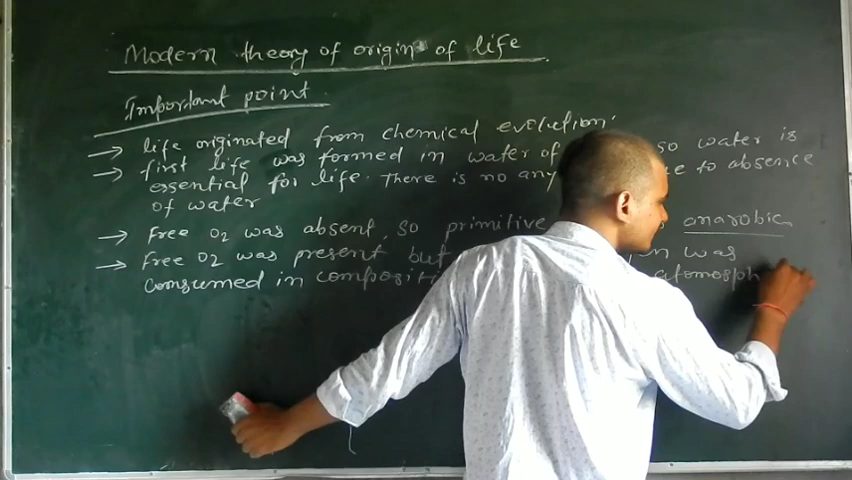 Modern theory of origin of life
Important point
→ life originated from chemical evolution.
→ first life was formed in water of so water is
essential for life. There is no any to absence
of water
→ Free O2 was absent, so primitive anarobic
→ Free O2 was present but was
consumed in compositi atomosph